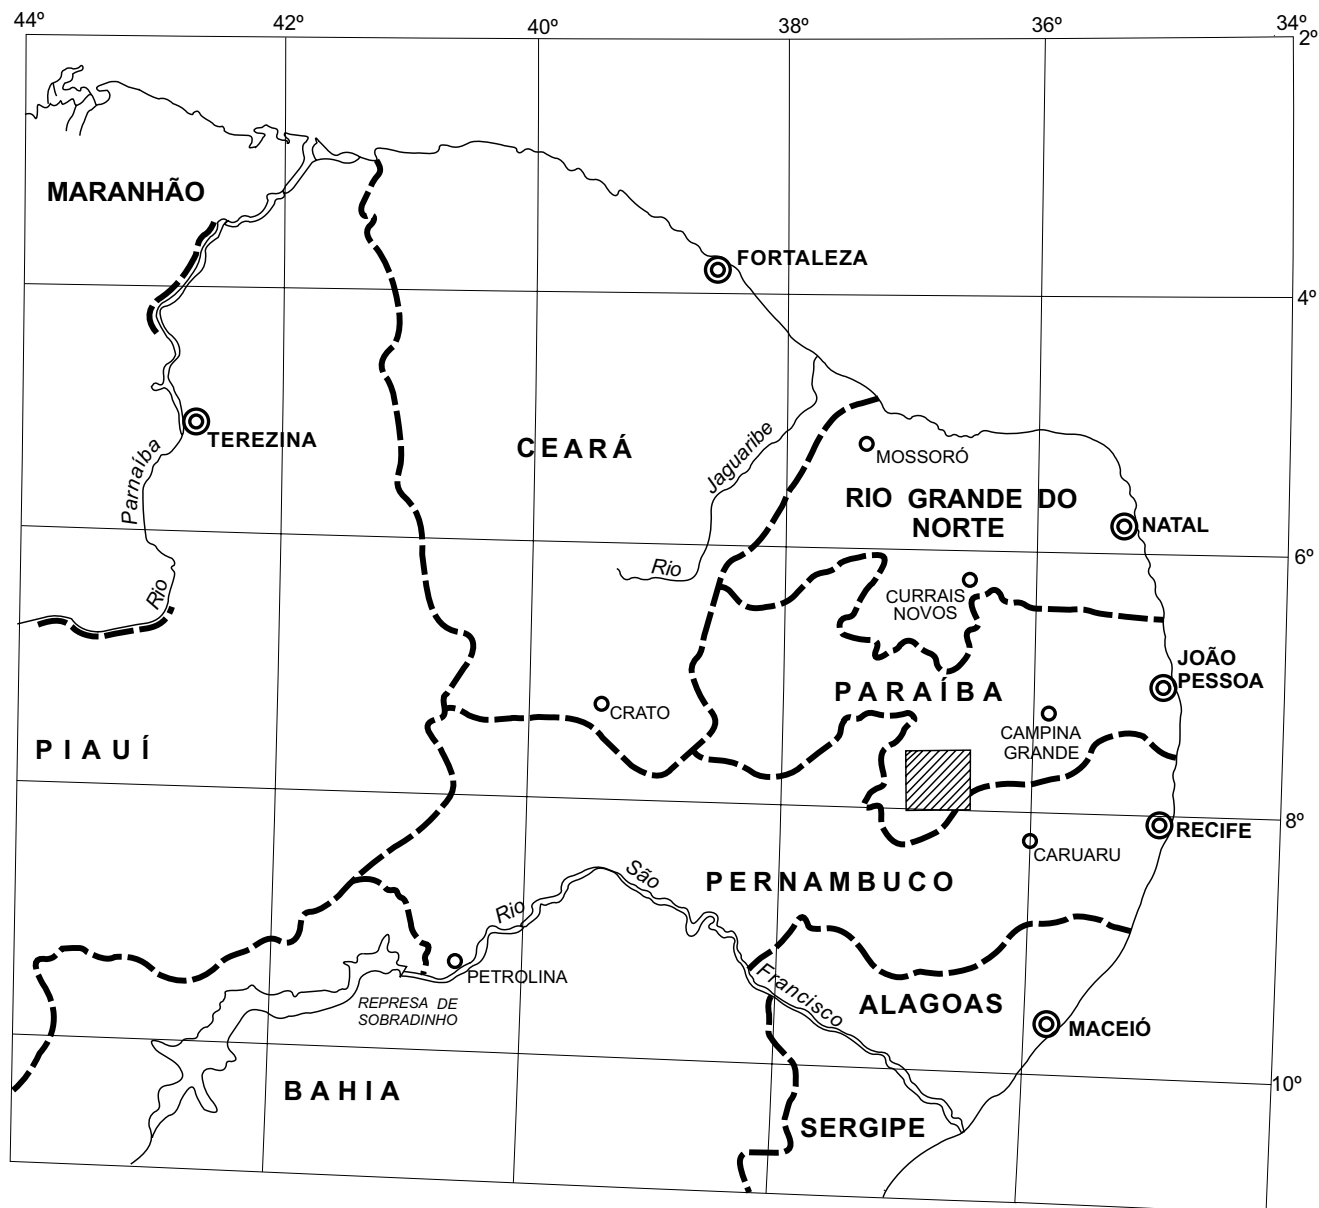 44º
42º
40º
38º
36º
34º
2º
MARANHÃO
FORTALEZA
4º
TEREZINA
CEARÁ
Jaguaribe
MOSSORÓ
Parnaíba
RIO GRANDE DO
NORTE
NATAL
6º
Rio
Rio
CURRAIS
NOVOS
JOÃO
PESSOA
PARAÍBA
CRATO
CAMPINA
GRANDE
PIAUÍ
8º
RECIFE
CARUARU
São
PERNAMBUCO
Rio
PETROLINA
Francisco
REPRESA DE
SOBRADINHO
ALAGOAS
MACEIÓ
10º
BAHIA
SERGIPE